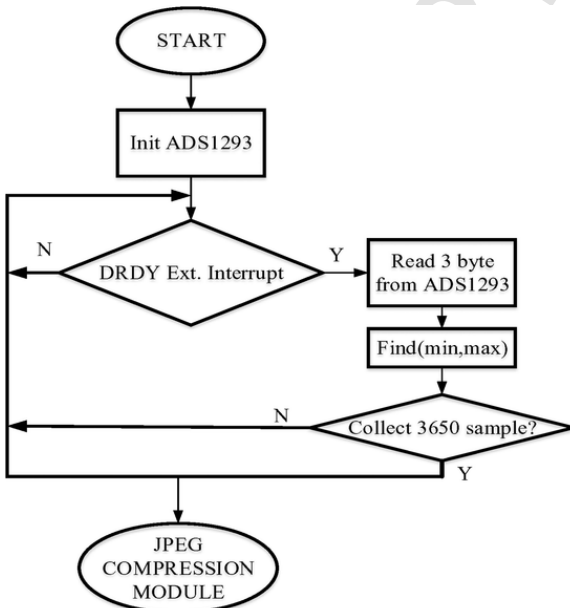 START
Init ADS1293
N
DRDY Ext. Interrupt
Y
Read 3 byte
from ADS1293
Find(min,max)
N
Collect 3650 sample?
Y
JPEG
COMPRESSION
MODULE